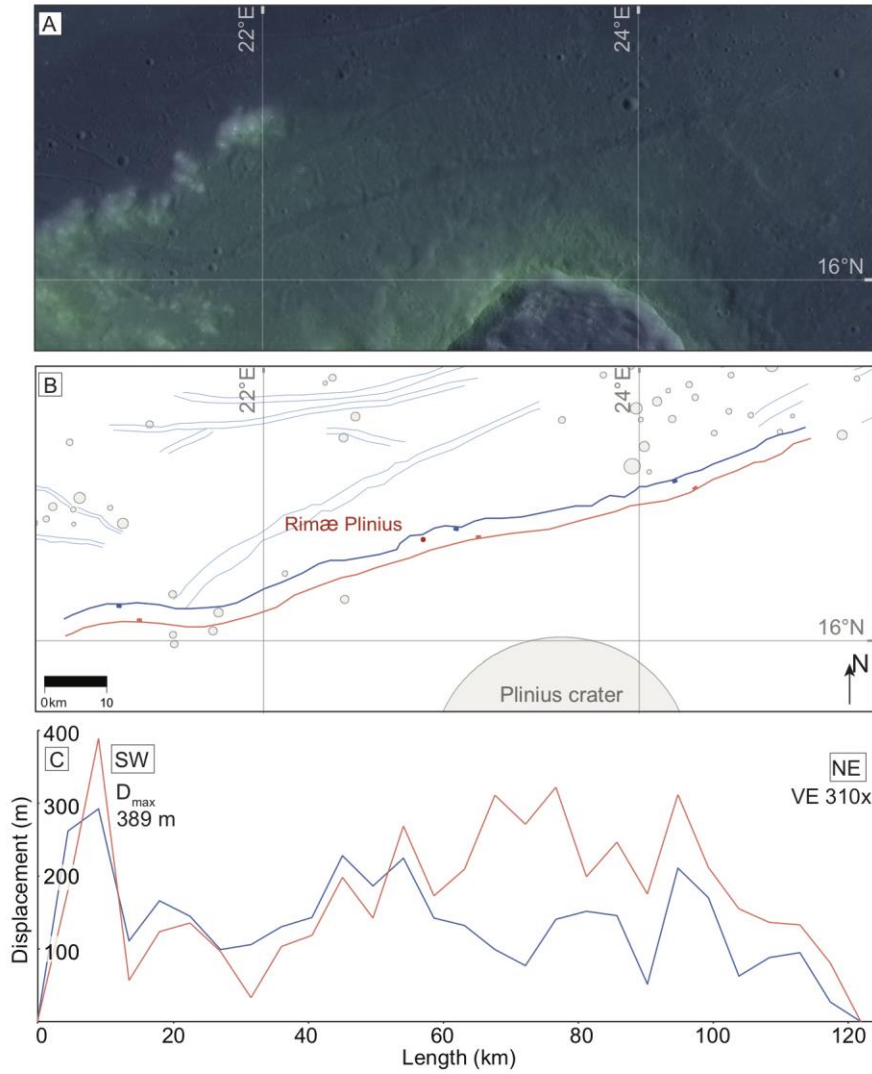 A
22°E
24°E
16°N
B
22°E
24°E
Rimæ Plinius
16°N
0km 10
Plinius crater
N
400
C
SW
NE
D max
389 m
VE 310x
300
200
100
Displacement (m)
0 20 40 60 80 100 120
Length (km)